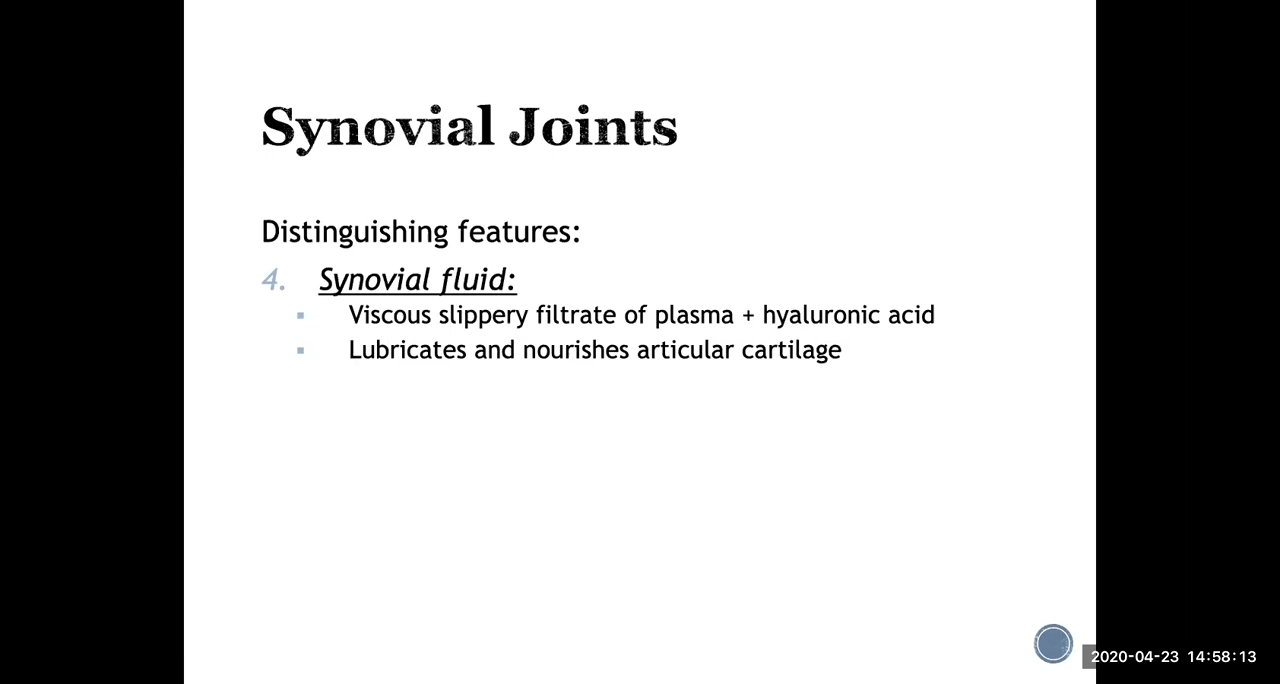 Synovial Joints
Distinguishing features:
4. Synovial fluid:
▪ Viscous slippery filtrate of plasma + hyaluronic acid
▪ Lubricates and nourishes articular cartilage
2020-04-23 14:58:13